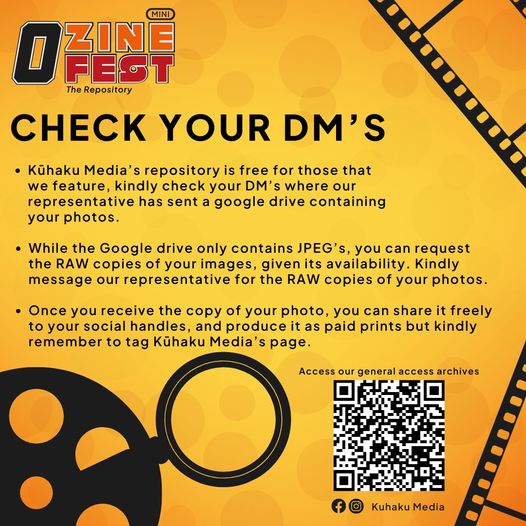 MINI
O ZINE
FEST
The Repository
CHECK YOUR DM'S
• Kūhaku Media's repository is free for those that
we feature, kindly check your DM's where our
representative has sent a google drive containing
your photos.
• While the Google drive only contains JPEG's, you can request
the RAW copies of your images, given its availability. Kindly
message our representative for the RAW copies of your photos.
• Once you receive the copy of your photo, you can share it freely
to your social handles, and produce it as paid prints but kindly
remember to tag Kūhaku Media's page.
Access our general access archives
Kuhaku Media